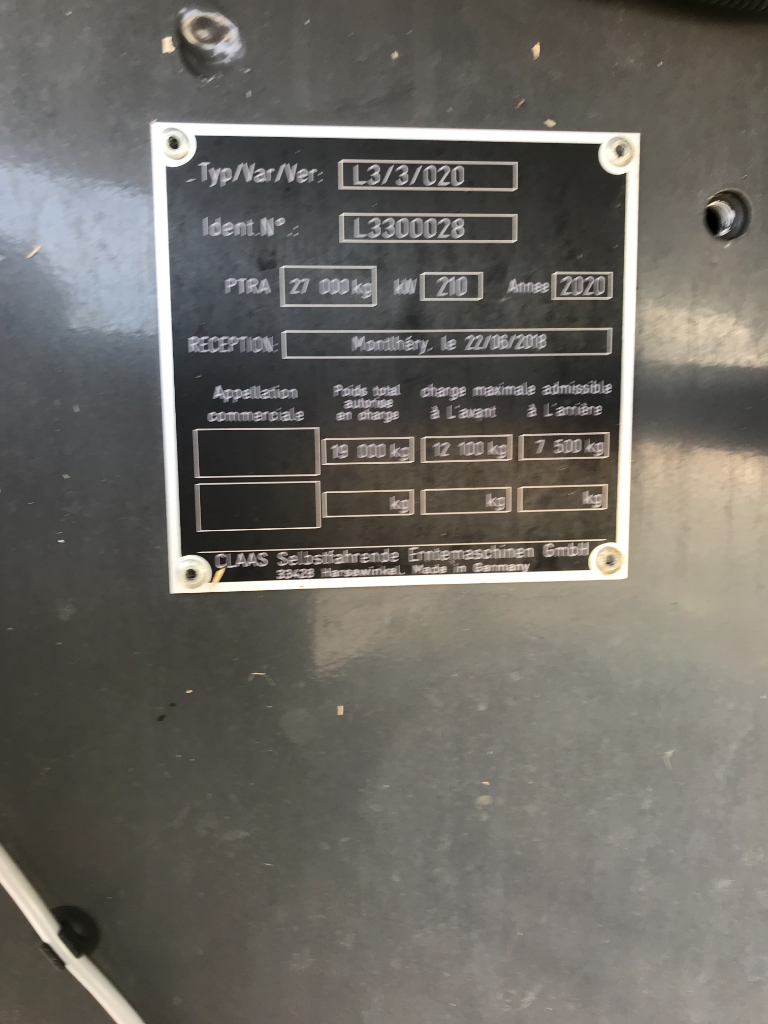 Typ/Var/Ver: L3/3/020
Ident.N°.: L3300028
PTRA 27 000 kg kW 210 Année 2020
RECEPTION: Montlhéry, le 22/06/2018
Appellation commerciale Poids total autorisé en charge charge maximale admissible à L'avant à L'arrière
19 000 kg 12 100 kg 7 500 kg
kg kg kg
CLAAS Selbstfahrende Erntemaschinen GmbH
33428 Harsewinkel. Made in Germany